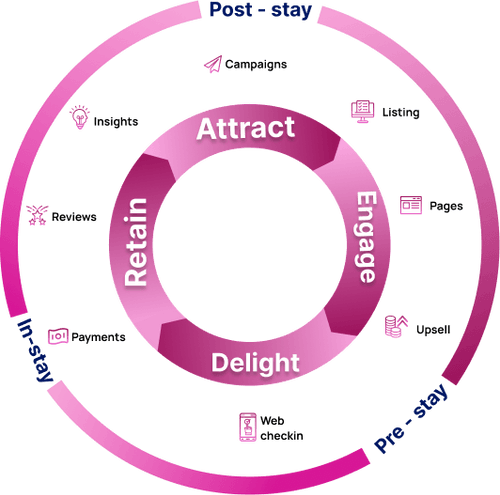 Post - stay
Campaigns
Listing
Insights
Attract
Pages
Reviews
Retain
Engage
Upsell
Payments
In-stay
Delight
Pre - stay
Web
checkin